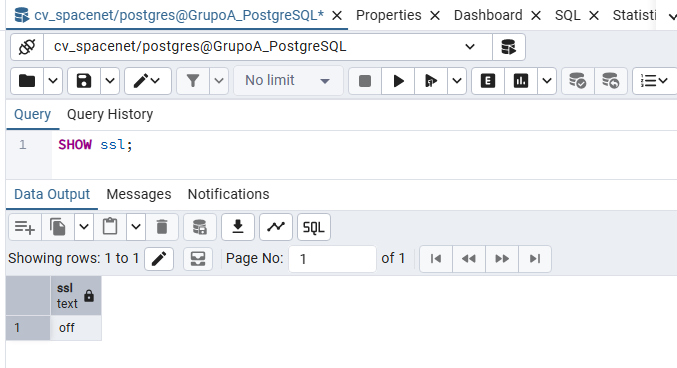 cv_spacenet/postgres@GrupoA_PostgreSQL* Properties Dashboard SQL Statisti
cv_spacenet/postgres@GrupoA_PostgreSQL
No limit
E
Query Query History
1 SHOW ssl;
Data Output Messages Notifications
SQL
Showing rows: 1 to 1 Page No: 1 of 1
ssl
text
1 off